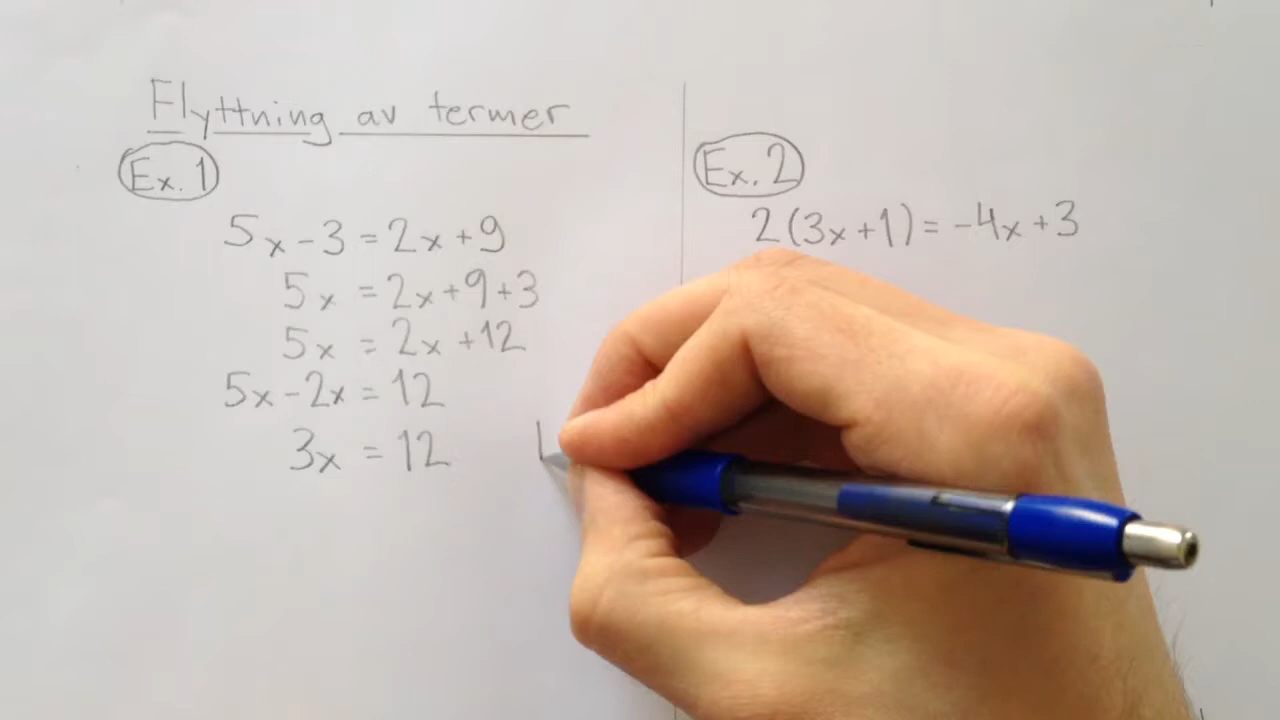 Flyttning av termer
Ex. 1
5x-3=2x+9
5x =2x+9+3
5x =2x+12
5x-2x=12
3x =12
Ex. 2
2(3x+1)=-4x+3